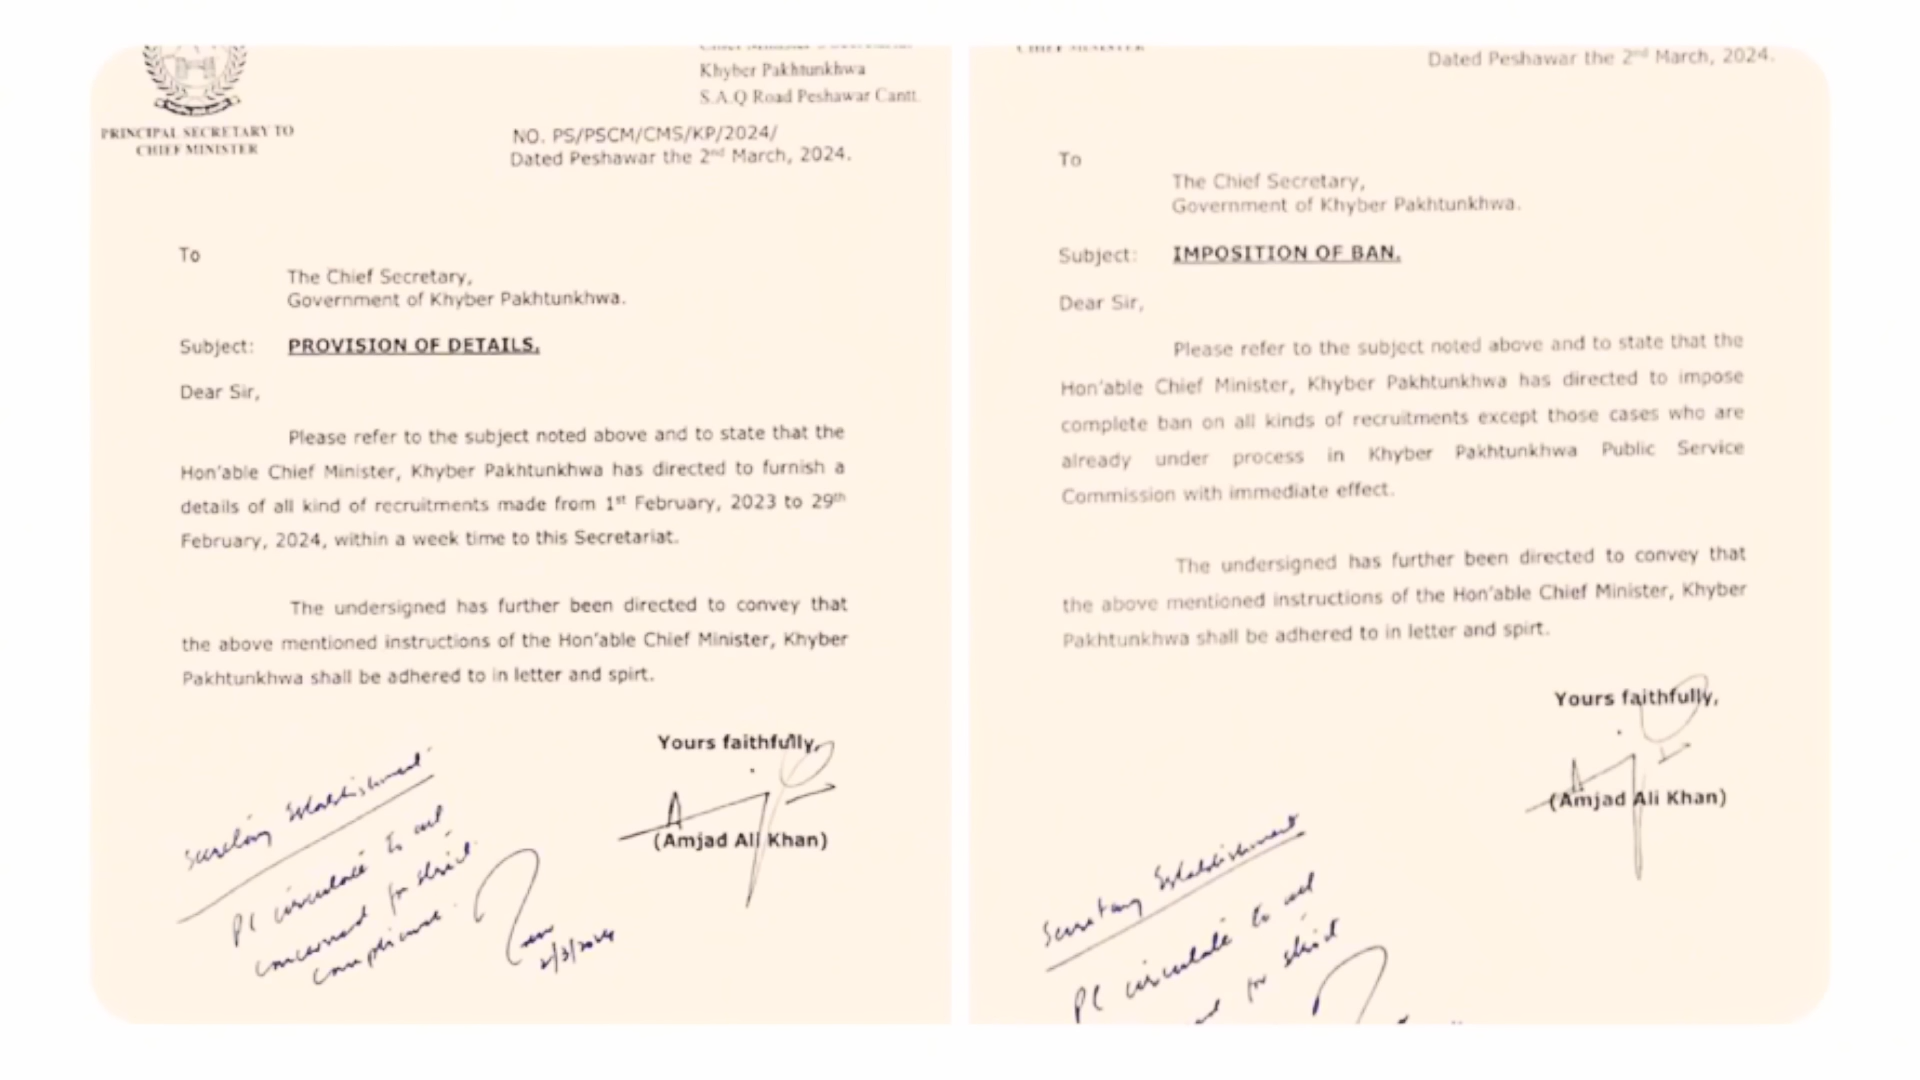 Khyber Pakhtunkhwa
S.A.Q Road Peshawar Cantt.
PRINCIPAL SECRETARY TO
CHIEF MINISTER
NO. PS/PSCM/CMS/KP/2024/
Dated Peshawar the 2nd March, 2024.
To
The Chief Secretary,
Government of Khyber Pakhtunkhwa.
Subject: PROVISION OF DETAILS.
Dear Sir,
Please refer to the subject noted above and to state that the
Hon'able Chief Minister, Khyber Pakhtunkhwa has directed to furnish a
details of all kind of recruitments made from 1st February, 2023 to 29th
February, 2024, within a week time to this Secretariat.
The undersigned has further been directed to convey that
the above mentioned instructions of the Hon'able Chief Minister, Khyber
Pakhtunkhwa shall be adhered to in letter and spirt.
Yours faithfully,
(Amjad Ali Khan)
Secretary Establishment
Pl circulate to all
concerned for strict
compliance.
2/3/2024
CHIEF MINISTER
Dated Peshawar the 2nd March, 2024.
To
The Chief Secretary,
Government of Khyber Pakhtunkhwa.
Subject: IMPOSITION OF BAN.
Dear Sir,
Please refer to the subject noted above and to state that the
Hon'able Chief Minister, Khyber Pakhtunkhwa has directed to impose
complete ban on all kinds of recruitments except those cases who are
already under process in Khyber Pakhtunkhwa Public Service
Commission with immediate effect.
The undersigned has further been directed to convey that
the above mentioned instructions of the Hon'able Chief Minister, Khyber
Pakhtunkhwa shall be adhered to in letter and spirt.
Yours faithfully,
(Amjad Ali Khan)
Secretary Establishment
Pl circulate to all
for strict